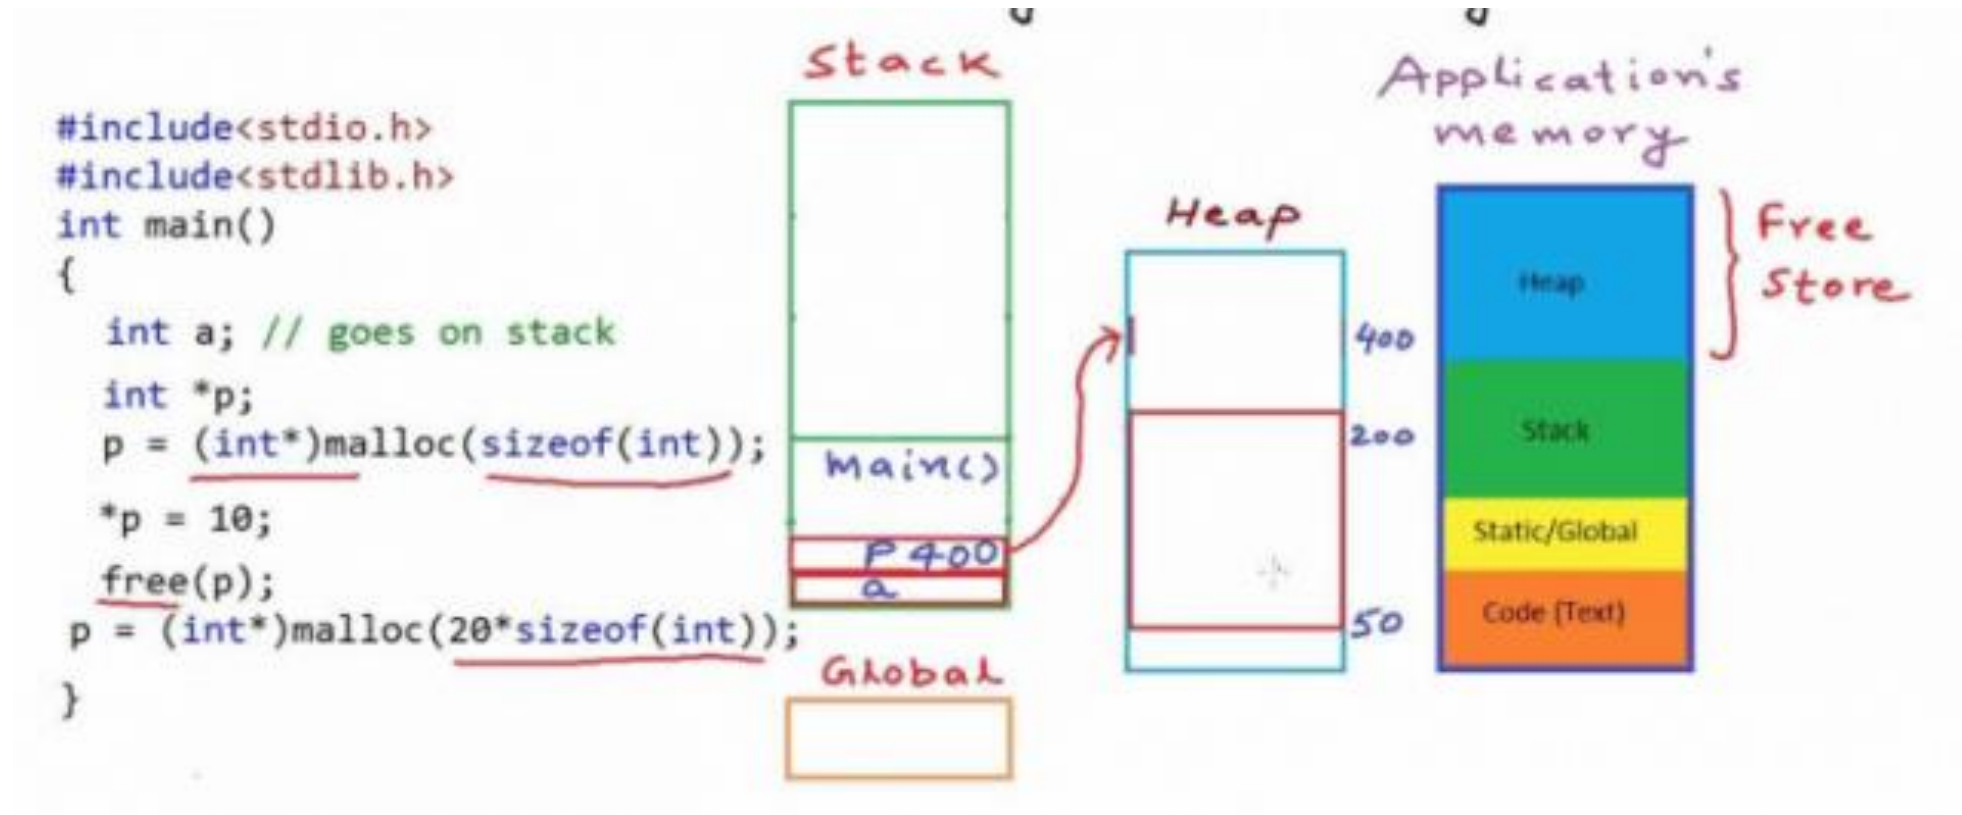 #include<stdio.h>
#include<stdlib.h>
int main()
{
int a; // goes on stack
int *p;
p = (int*)malloc(sizeof(int));
*p = 10;
free(p);
p = (int*)malloc(20*sizeof(int));
}
Stack
main()
P 400
a
Global
Heap
400
200
50
Application's
memory
Heap
Stack
Static/Global
Code (Text)
Free
Store